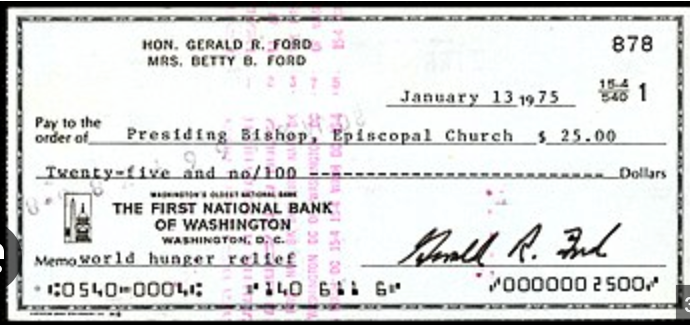 HON. GERALD R. FORD
MRS. BETTY B. FORD
878
January 13 1975
15-4
540
1
Pay to the
order of Presiding Bishop, Episcopal Church $ 25.00
Twenty-five and no/100 ---------------------------- Dollars
WASHINGTON'S OLDEST NATIONAL BANK
THE FIRST NATIONAL BANK
OF WASHINGTON
WASHINGTON, D. C.
Gerald R. Ford
Memo world hunger relief
⑆0540⑉0004⑆ ⑈140 611 6⑈ ⑈0000002500⑈